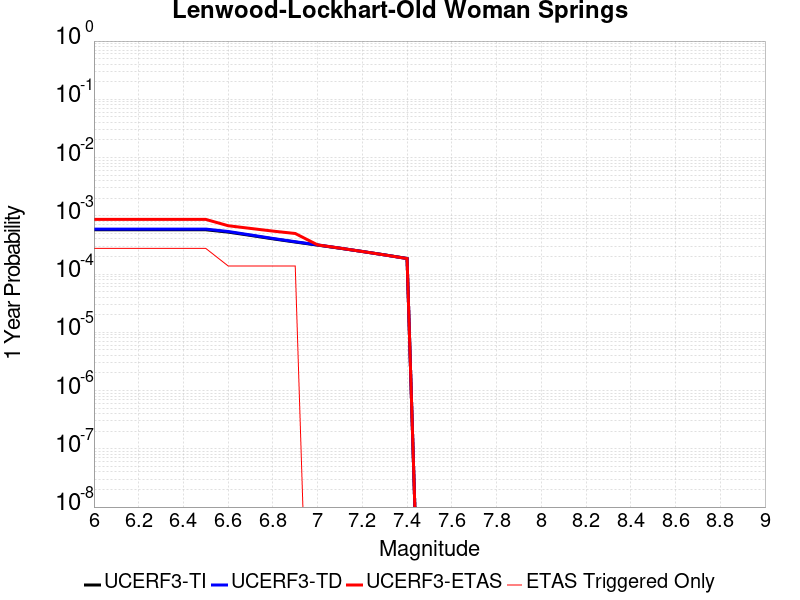 Lenwood-Lockhart-Old Woman Springs
10 0
10 -1
10 -2
10 -3
10 -4
10 -5
10 -6
10 -7
10 -8
1 Year Probability
6 6.2 6.4 6.6 6.8 7 7.2 7.4 7.6 7.8 8 8.2 8.4 8.6 8.8 9
Magnitude
UCERF3-TI UCERF3-TD UCERF3-ETAS ETAS Triggered Only